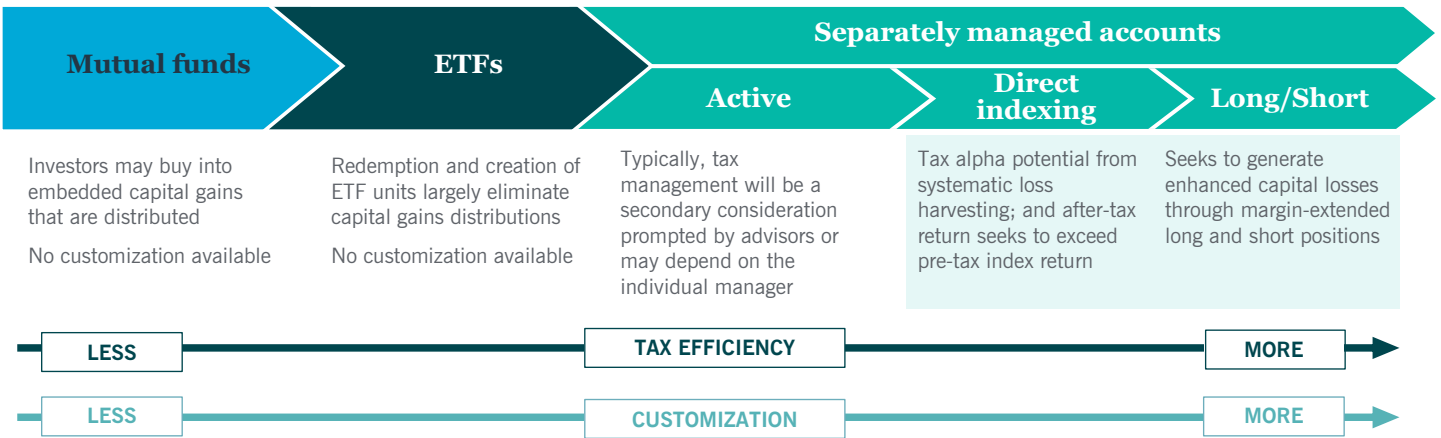 Mutual funds
ETFs
Separately managed accounts
Active
Direct
indexing
Long/Short
Investors may buy into
embedded capital gains
that are distributed
No customization available
Redemption and creation of
ETF units largely eliminate
capital gains distributions
No customization available
Typically, tax
management will be a
secondary consideration
prompted by advisors or
may depend on the
individual manager
Tax alpha potential from
systematic loss
harvesting; and after-tax
return seeks to exceed
pre-tax index return
Seeks to generate
enhanced capital losses
through margin-extended
long and short positions
LESS
TAX EFFICIENCY
MORE
LESS
CUSTOMIZATION
MORE